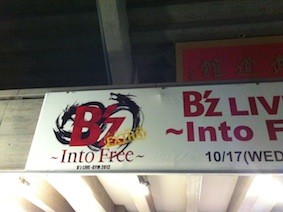 B'z
~Into Free~
B'z LIVE-GYM 2012
B'z LIV
~Into F
10/17(WED